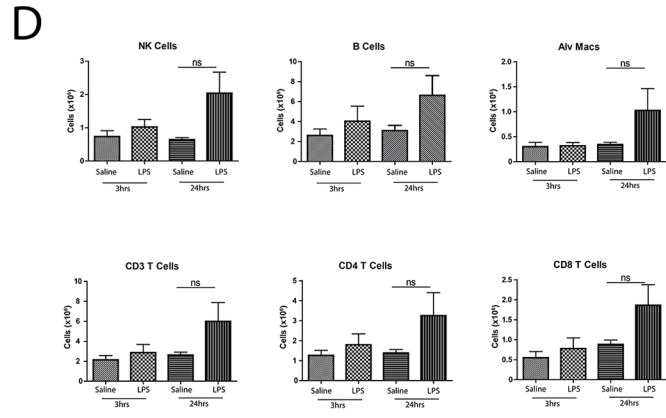 D
NK Cells
ns
Cells (x10⁶)
3
2
1
0
Saline
LPS
Saline
LPS
3hrs
24hrs
B Cells
ns
Cells (x10⁶)
10
8
6
4
2
0
Saline
LPS
Saline
LPS
3hrs
24hrs
Alv Macs
ns
Cells (x10⁶)
2.0
1.5
1.0
0.5
0.0
Saline
LPS
Saline
LPS
3hrs
24hrs
CD3 T Cells
ns
Cells (x10⁶)
10
8
6
4
2
0
Saline
LPS
Saline
LPS
3hrs
24hrs
CD4 T Cells
ns
Cells (x10⁶)
5
4
3
2
1
0
Saline
LPS
Saline
LPS
3hrs
24hrs
CD8 T Cells
ns
Cells (x10⁶)
2.5
2.0
1.5
1.0
0.5
0.0
Saline
LPS
Saline
LPS
3hrs
24hrs